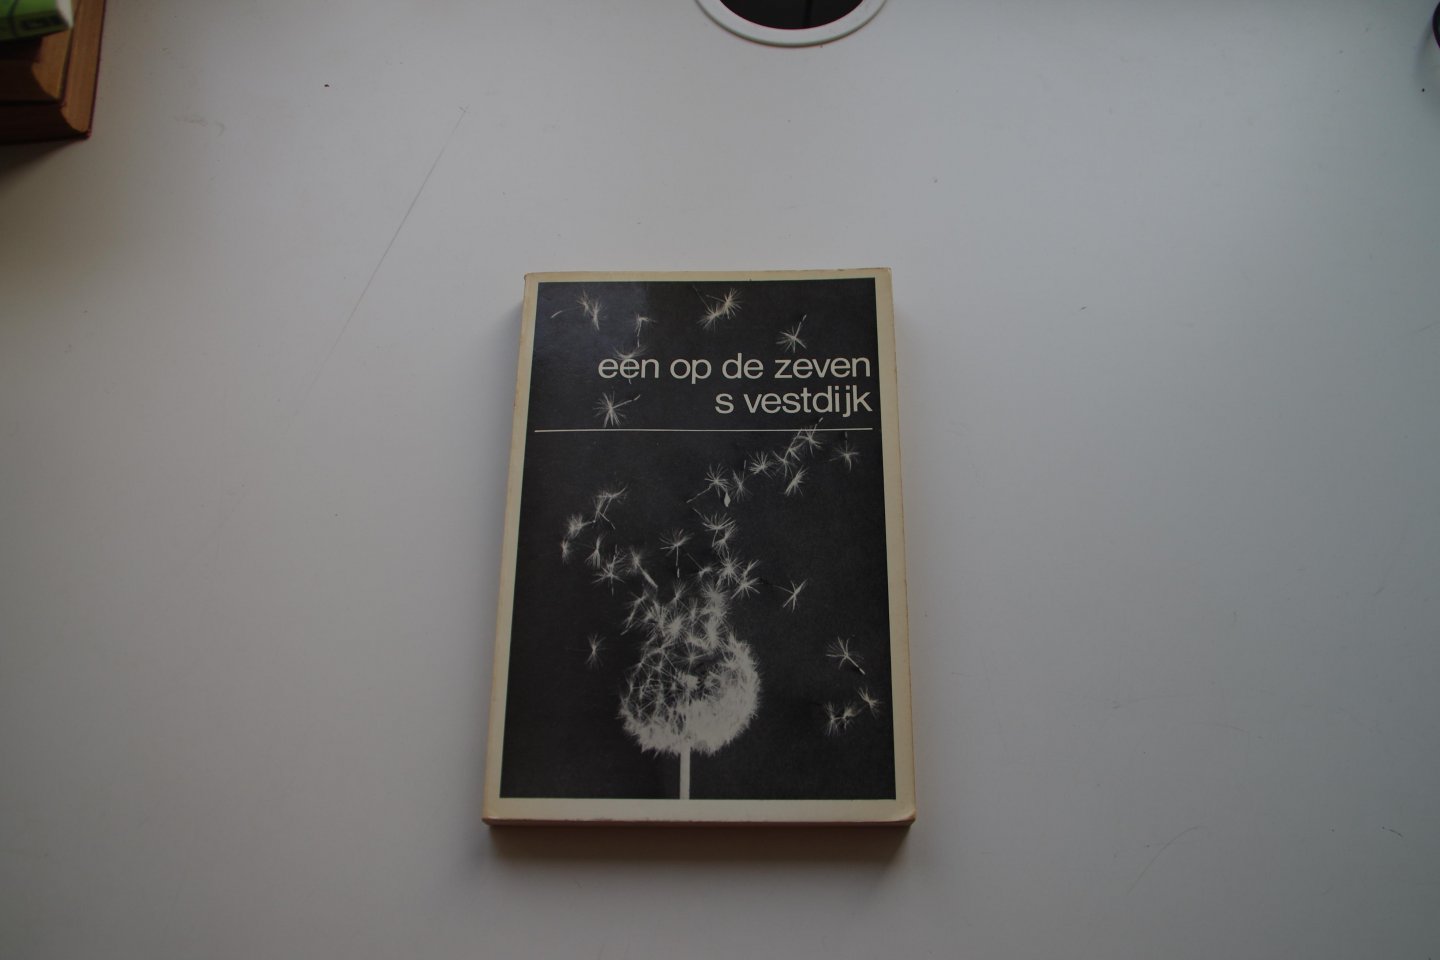 een op de zeven
s vestdijk